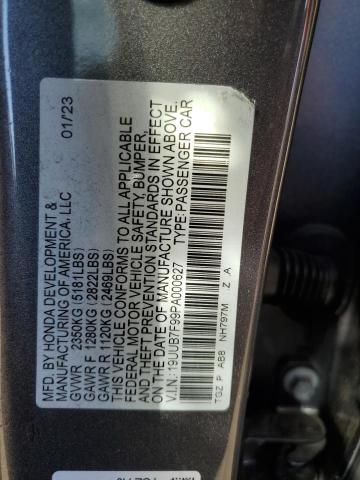 MFD. BY HONDA DEVELOPMENT &
MANUFACTURING OF AMERICA, LLC 01/23
GVWR 2350KG (5181LBS)
GAWR F 1280KG (2822LBS)
GAWR R 1120KG (2469LBS)
THIS VEHICLE CONFORMS TO ALL APPLICABLE
FEDERAL MOTOR VEHICLE SAFETY, BUMPER,
AND THEFT PREVENTION STANDARDS IN EFFECT
ON THE DATE OF MANUFACTURE SHOWN ABOVE.
V.I.N.: 19UUB7F99PA000627 TYPE: PASSENGER CAR
TGZ P ABB NH797M Z A